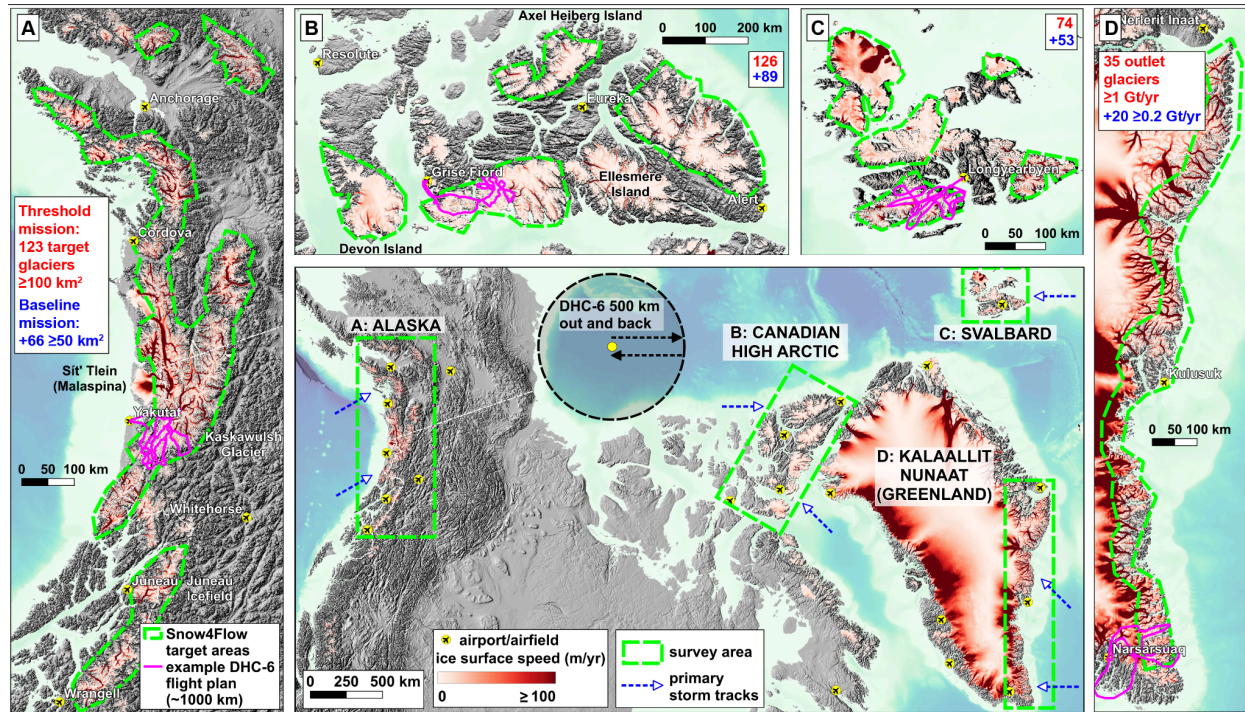 A
Anchorage
Threshold
mission:
123 target
glaciers
≥100 km²
Baseline
mission:
+66 ≥50 km²
Cordova
Sít' Tlein
(Malaspina)
Yakutat
Kaskawulsh
Glacier
0 50 100 km
Whitehorse
Juneau
Juneau
Icefield
Snow4Flow
target areas
example DHC-6
flight plan
(~1000 km)
Wrangell
B
Axel Heiberg Island
0 100 200 km
126
+89
Resolute
Eureka
Grise Fiord
Ellesmere
Island
Alert
Devon Island
C
74
+53
Longyearbyen
0 50 100 km
D
Nerlerit Inaat
35 outlet
glaciers
≥1 Gt/yr
+20 ≥0.2 Gt/yr
Kulusuk
0 50 100 km
Narsarsuaq
A: ALASKA
DHC-6 500 km
out and back
B: CANADIAN
HIGH ARCTIC
C: SVALBARD
D: KALAALLIT
NUNAAT
(GREENLAND)
0 250 500 km
airport/airfield
ice surface speed (m/yr)
0 ≥ 100
survey area
primary
storm tracks